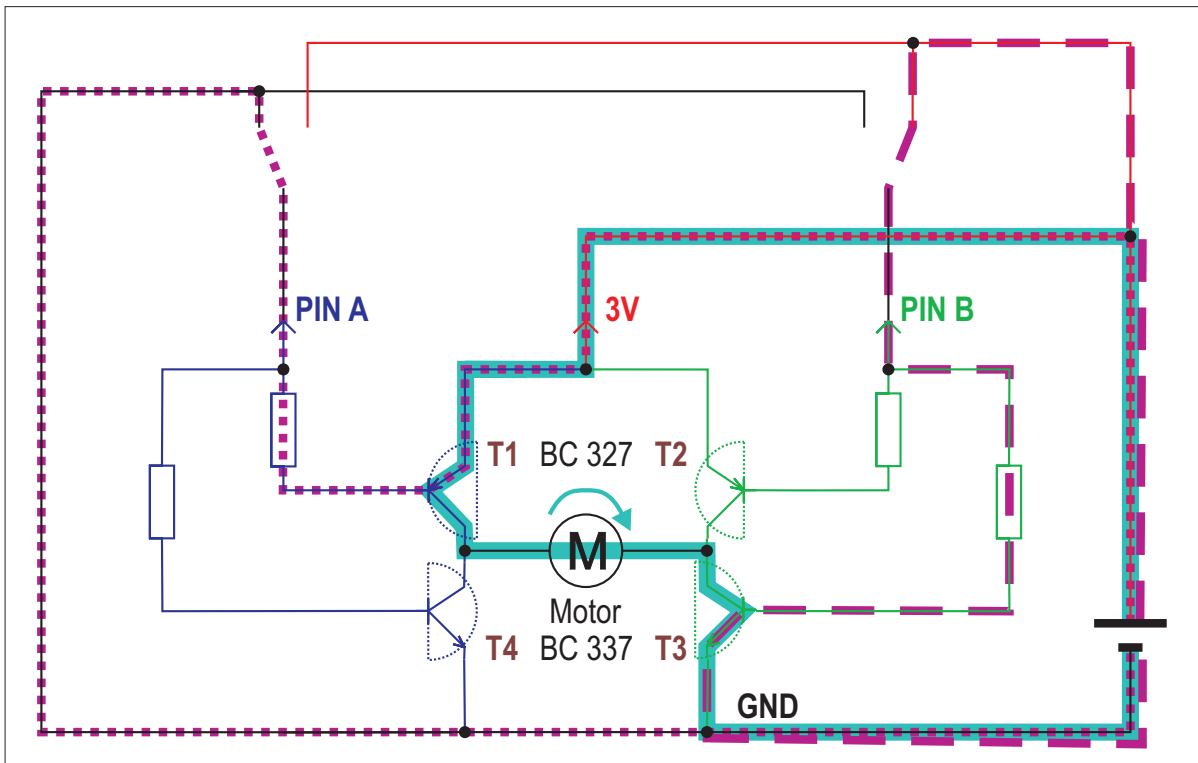 PIN A
3V
PIN B
T1 BC 327 T2
M
Motor
T4 BC 337 T3
GND